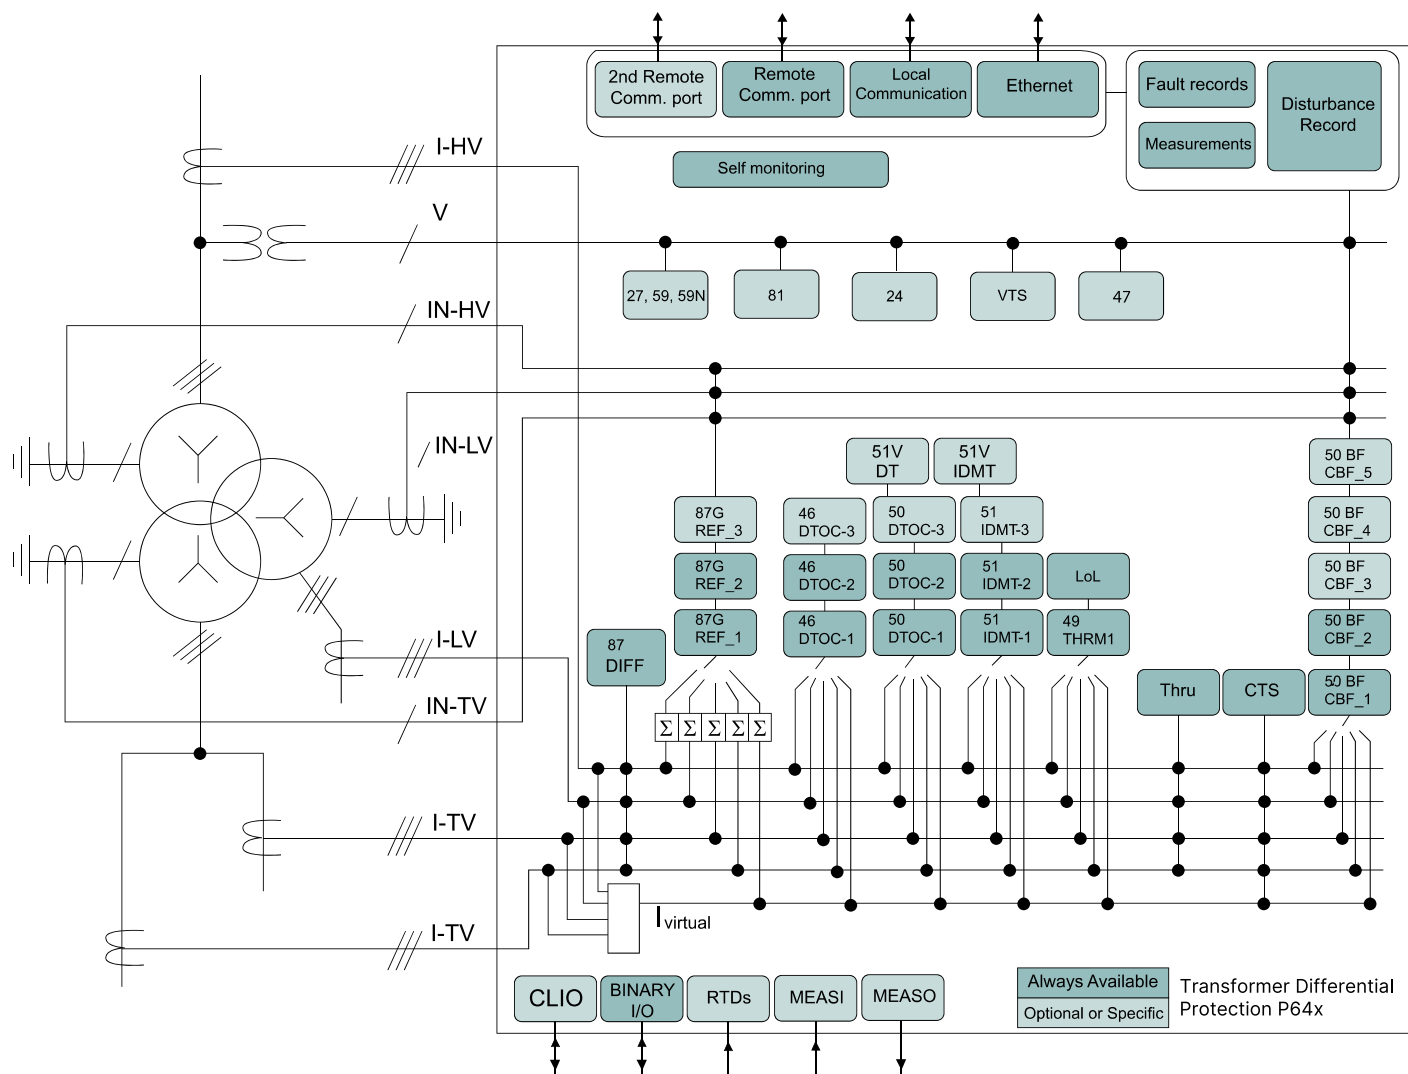 2nd Remote
Comm. port
Remote
Comm. port
Local
Communication
Ethernet
Fault records
Measurements
Disturbance
Record
Self monitoring
I-HV
V
27, 59, 59N
81
24
VTS
47
IN-HV
IN-LV
51V
DT
51V
IDMT
50 BF
CBF_5
87G
REF_3
46
DTOC-3
50
DTOC-3
51
IDMT-3
50 BF
CBF_4
87G
REF_2
46
DTOC-2
50
DTOC-2
51
IDMT-2
LoL
50 BF
CBF_3
87G
REF_1
46
DTOC-1
50
DTOC-1
51
IDMT-1
49
THRM1
50 BF
CBF_2
87
DIFF
I-LV
Thru
CTS
50 BF
CBF_1
IN-TV
Σ Σ Σ Σ Σ
I-TV
I virtual
I-TV
CLIO
BINARY
I/O
RTDs
MEASI
MEASO
Always Available
Optional or Specific
Transformer Differential
Protection P64x